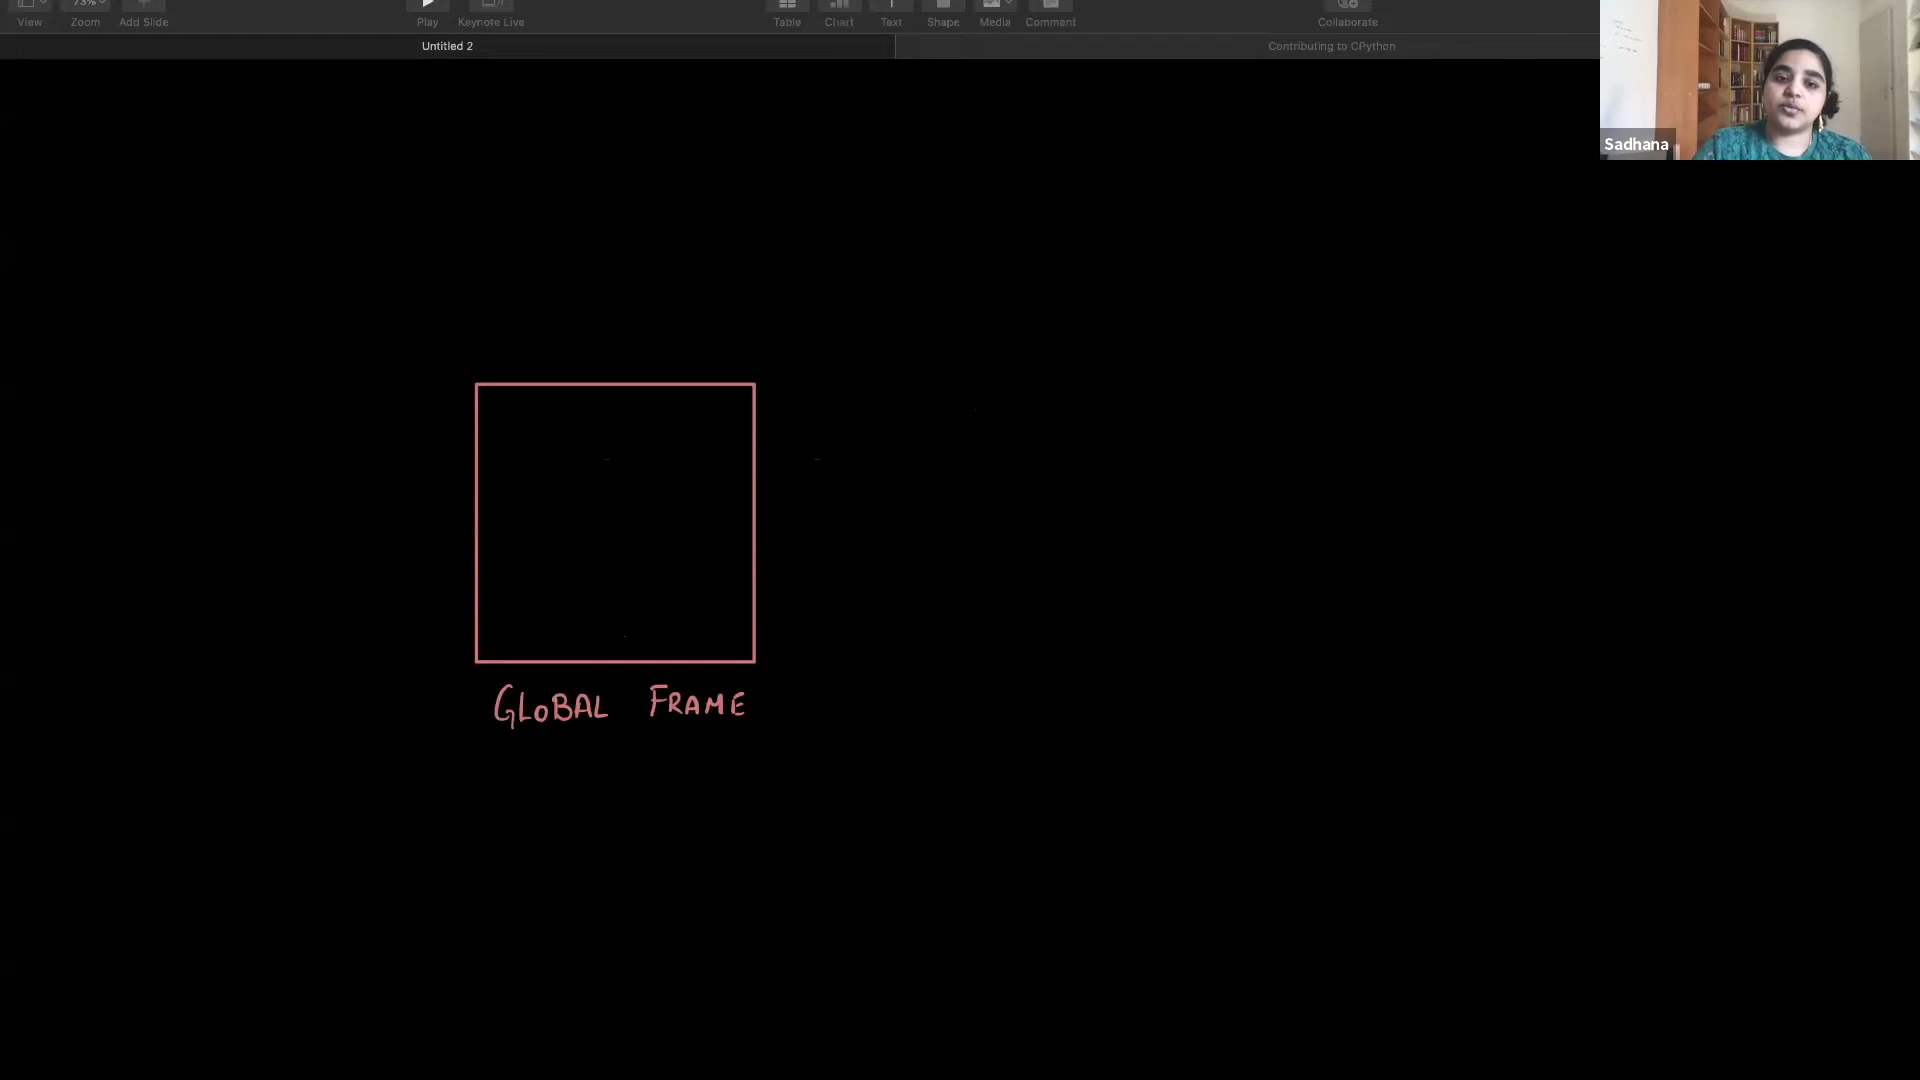 View 73% Add Slide Play Keynote Live Table Chart Text Shape Media Comment Collaborate
Zoom
Untitled 2 Contributing to CPython
Sadhana
GLOBAL FRAME